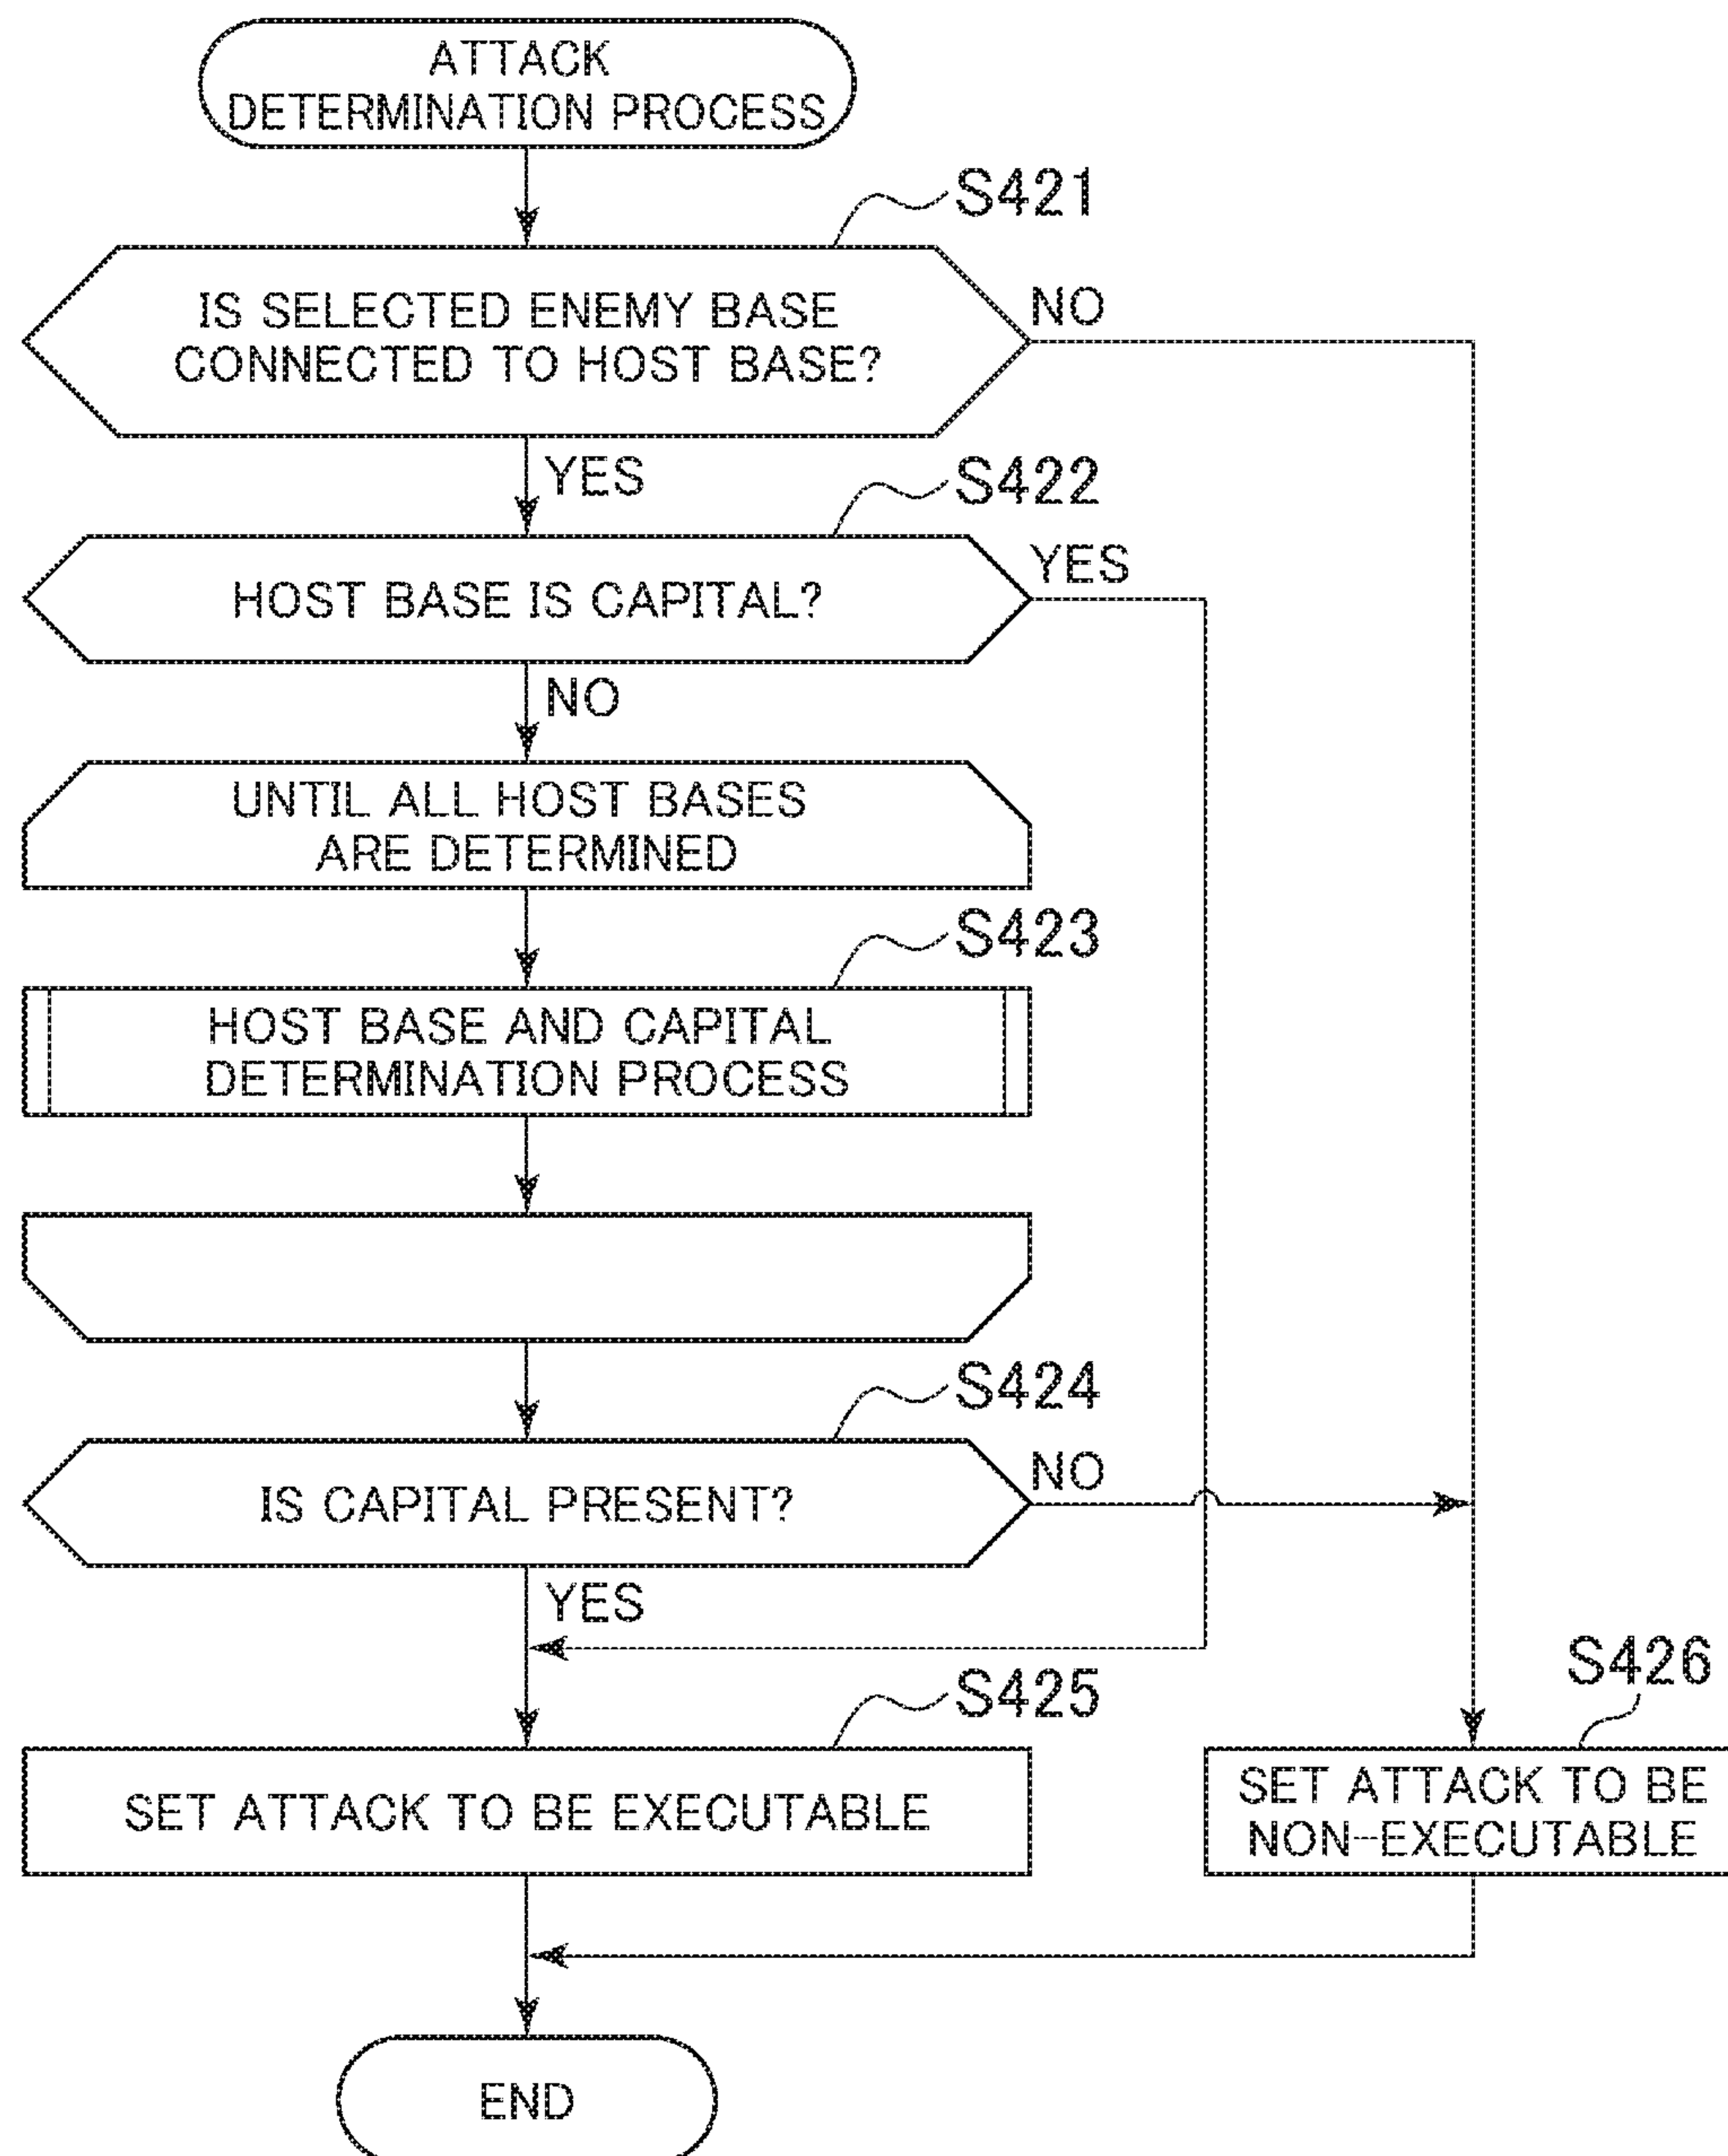 ATTACK
DETERMINATION PROCESS
S421
IS SELECTED ENEMY BASE
CONNECTED TO HOST BASE?
NO
YES
S422
HOST BASE IS CAPITAL?
YES
NO
UNTIL ALL HOST BASES
ARE DETERMINED
S423
HOST BASE AND CAPITAL
DETERMINATION PROCESS
S424
IS CAPITAL PRESENT?
NO
YES
S425
SET ATTACK TO BE EXECUTABLE
S426
SET ATTACK TO BE
NON-EXECUTABLE
END